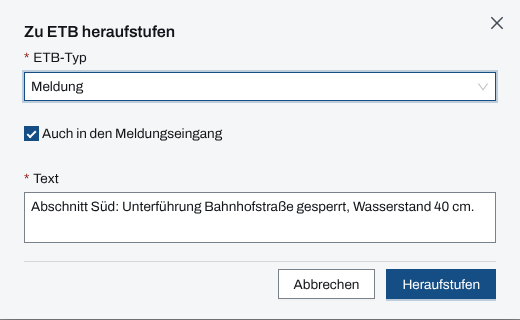 Zu ETB heraufstufen
* ETB-Typ
Meldung
Auch in den Meldungseingang
* Text
Abschnitt Süd: Unterführung Bahnhofstraße gesperrt, Wasserstand 40 cm.
Abbrechen
Heraufstufen